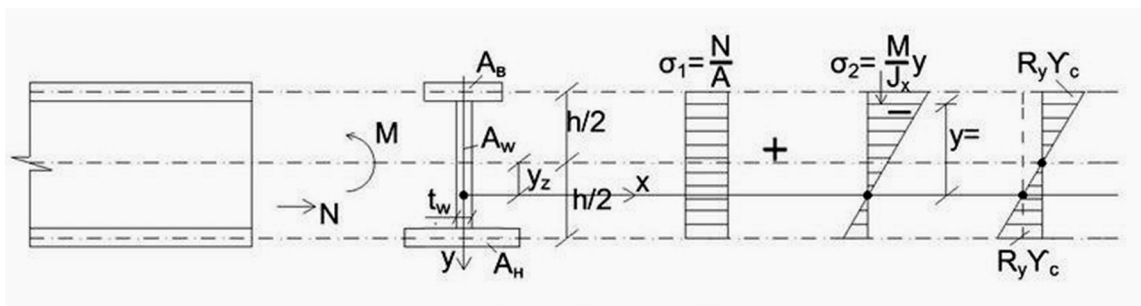 M
N
Aв
Aw
yz
tw
y
Aн
h/2
h/2
x
σ₁= N/A
+
σ₂= M/Jₓ y
−
y=
RyYc
RyYc